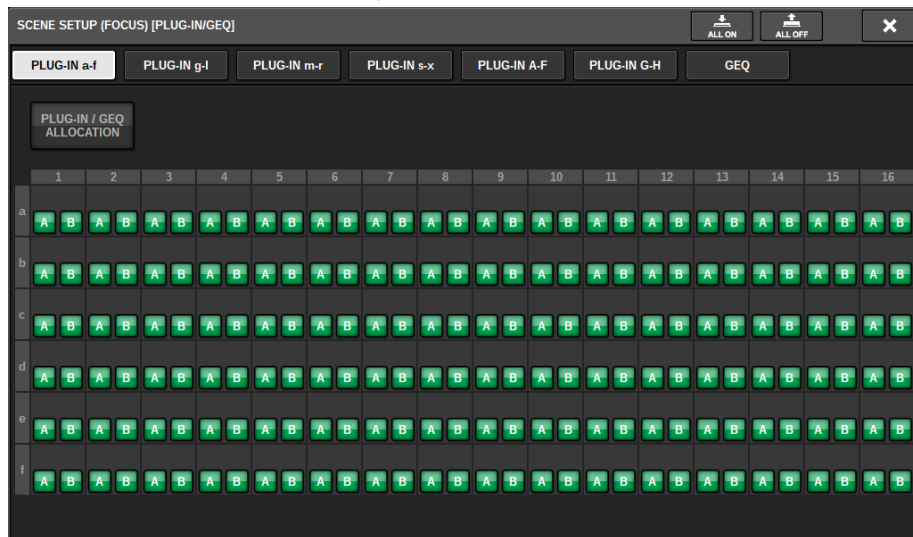 SCENE SETUP (FOCUS) [PLUG-IN/GEQ]
ALL ON
ALL OFF
PLUG-IN a-f PLUG-IN g-l PLUG-IN m-r PLUG-IN s-x PLUG-IN A-F PLUG-IN G-H GEQ
PLUG-IN / GEQ
ALLOCATION
1 2 3 4 5 6 7 8 9 10 11 12 13 14 15 16
a
A B A B A B A B A B A B A B A B A B A B A B A B A B A B A B A B
b
A B A B A B A B A B A B A B A B A B A B A B A B A B A B A B A B
c
A B A B A B A B A B A B A B A B A B A B A B A B A B A B A B A B
d
A B A B A B A B A B A B A B A B A B A B A B A B A B A B A B A B
e
A B A B A B A B A B A B A B A B A B A B A B A B A B A B A B A B
f
A B A B A B A B A B A B A B A B A B A B A B A B A B A B A B A B